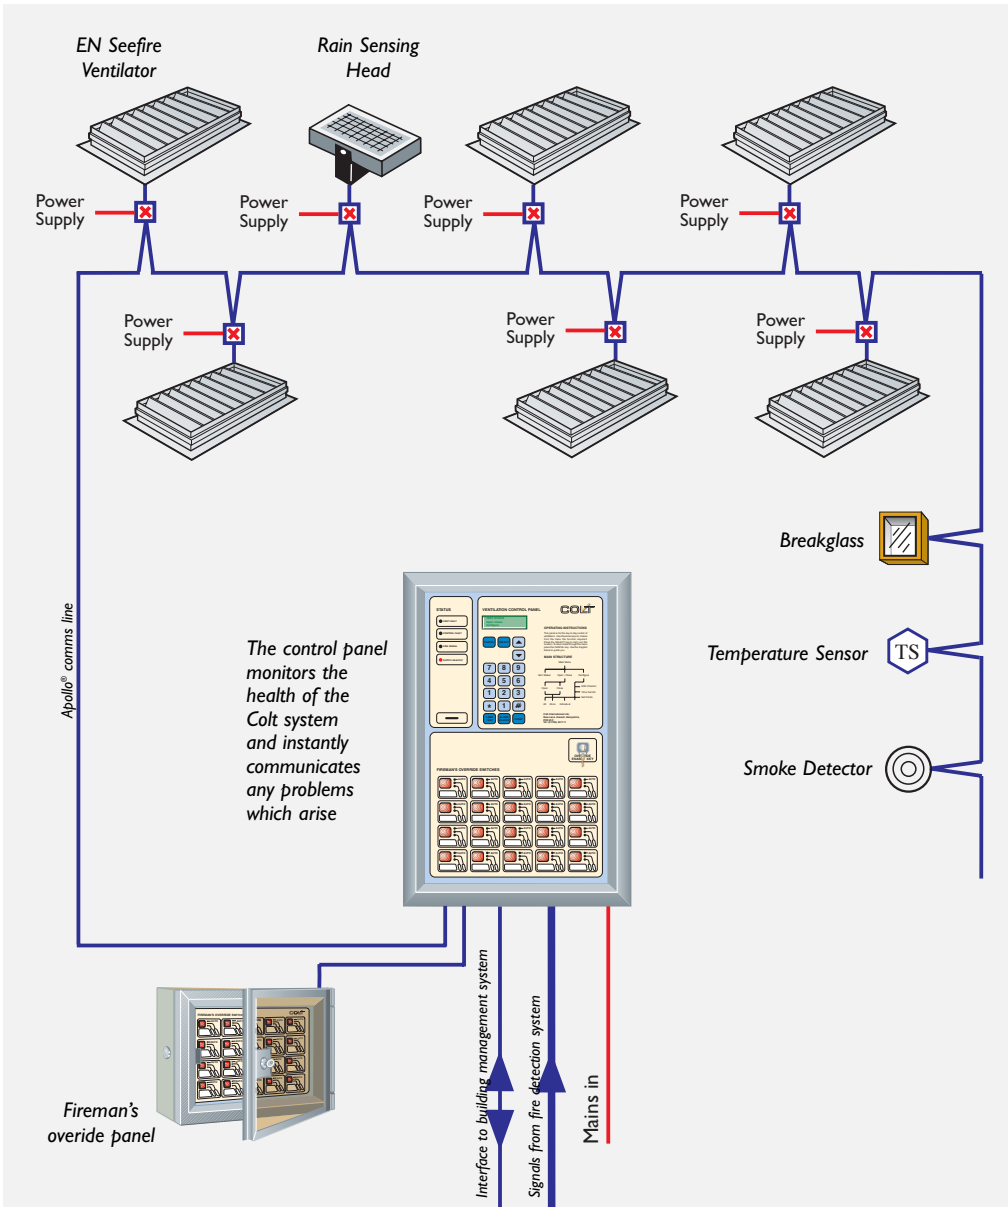 EN Seefire
Ventilator
Rain Sensing
Head
Power
Supply
Power
Supply
Power
Supply
Power
Supply
Power
Supply
Power
Supply
Power
Supply
Breakglass
Temperature Sensor
TS
Smoke Detector
Apollo® comms line
The control panel
monitors the
health of the
Colt system
and instantly
communicates
any problems
which arise
STATUS
VENTILATION CONTROL PANEL
COLT
OPERATING INSTRUCTIONS
MAIN STRUCTURE
7 8 9
4 5 6
1 2 3
* 1 #
FIREMAN'S OVERRIDE SWITCHES
COLT
Fireman's
overide panel
Interface to building management system
Signals from fire detection system
Mains in